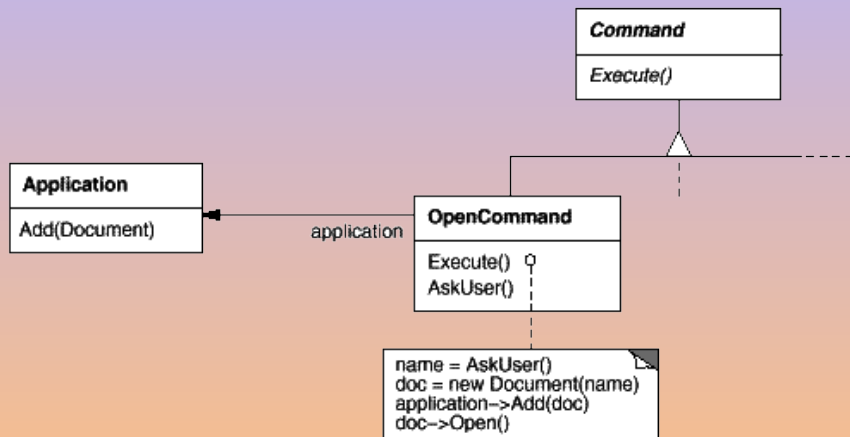 Command
Execute()
Application
Add(Document)
application
OpenCommand
Execute()
AskUser()
name = AskUser()
doc = new Document(name)
application->Add(doc)
doc->Open()